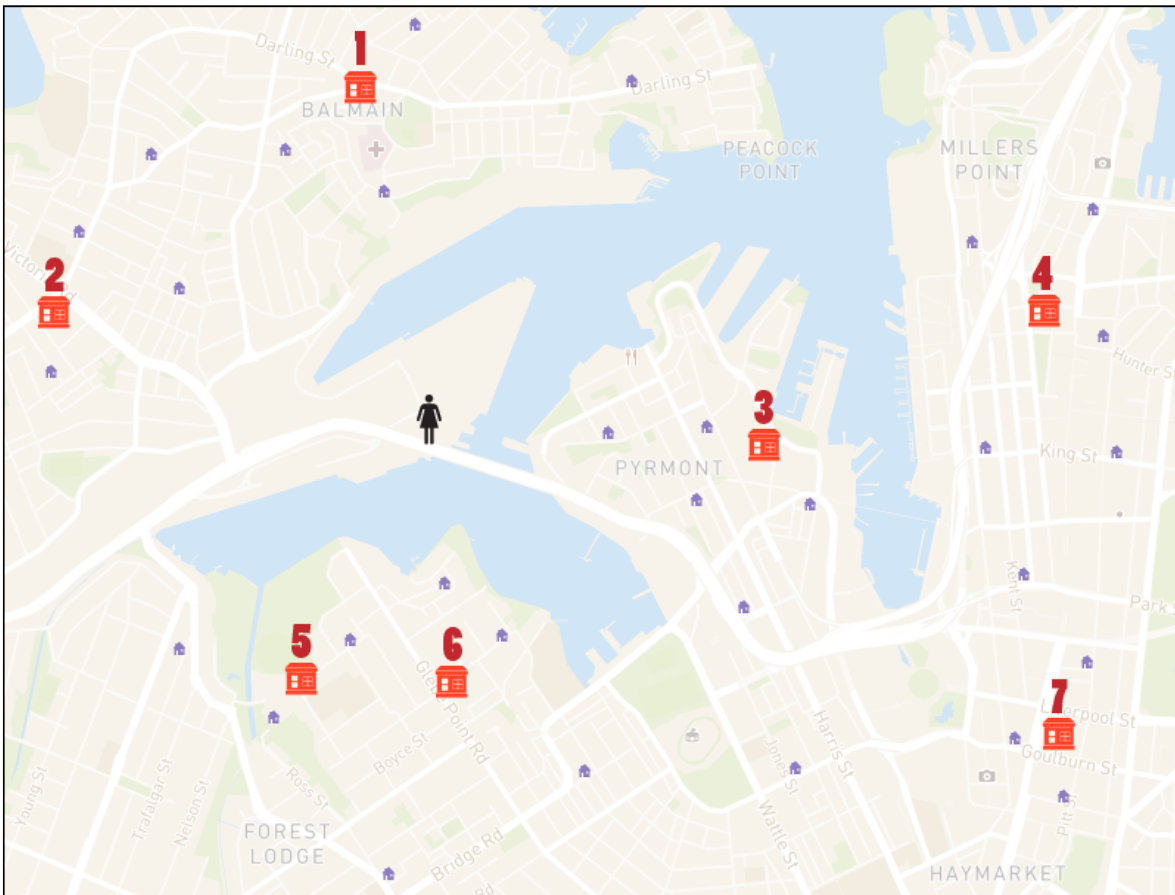 1
Darling St
BALMAIN
Darling St
PEACOCK
POINT
MILLERS
POINT
2
Victoria Rd
4
Hunter St
3
PYRMONT
King St
Kent St
Park
5
6
Glebe Point Rd
7
Liverpool St
Goulburn St
Boyce St
Ross St
Young St
Trafalgar St
Nelson St
FOREST
LODGE
Bridge Rd
Rd
Jones St
Harris St
Wattle St
Pitt St
HAYMARKET